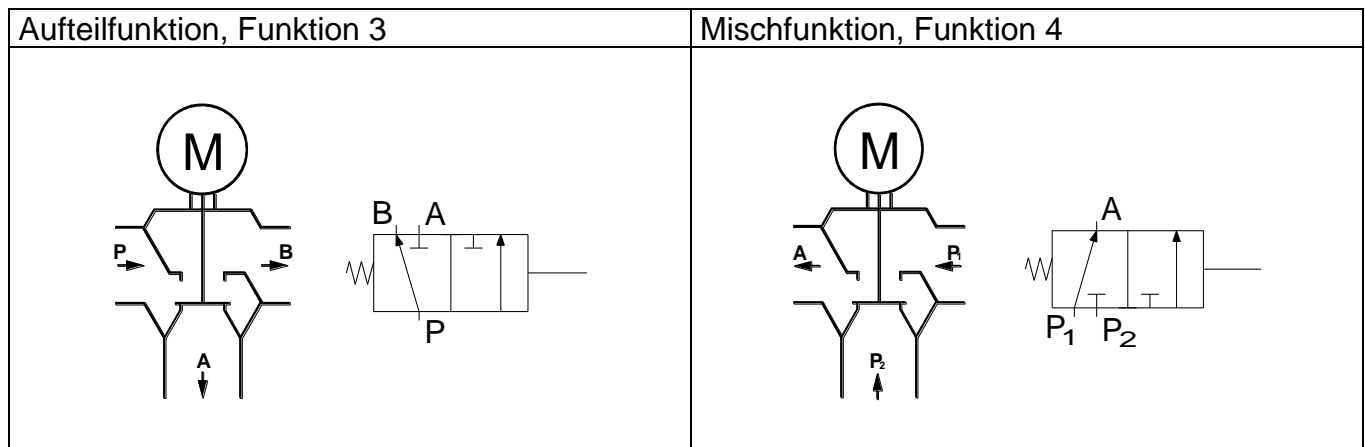 Aufteilfunktion, Funktion 3
M
B A
P B
P
A
Mischfunktion, Funktion 4
M
A
A P₁
P₁ P₂
P₂